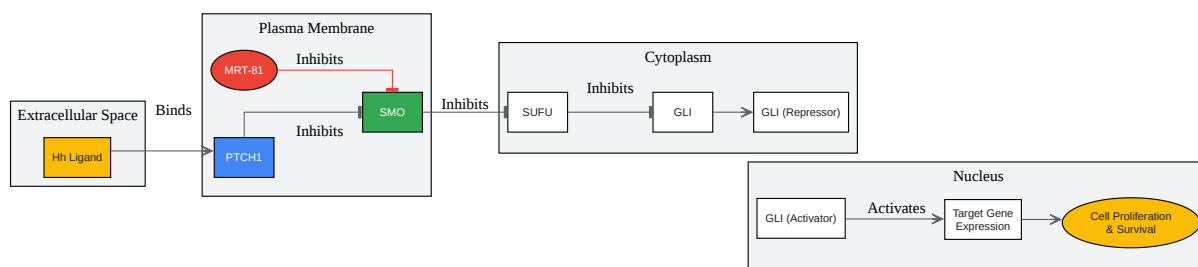 Plasma Membrane
MRT-81
Inhibits
SMO
Inhibits
PTCH1
Extracellular Space
Hh Ligand
Binds
Inhibits
Cytoplasm
SUFU
Inhibits
GLI
GLI (Repressor)
Nucleus
GLI (Activator)
Activates
Target Gene
Expression
Cell Proliferation
& Survival